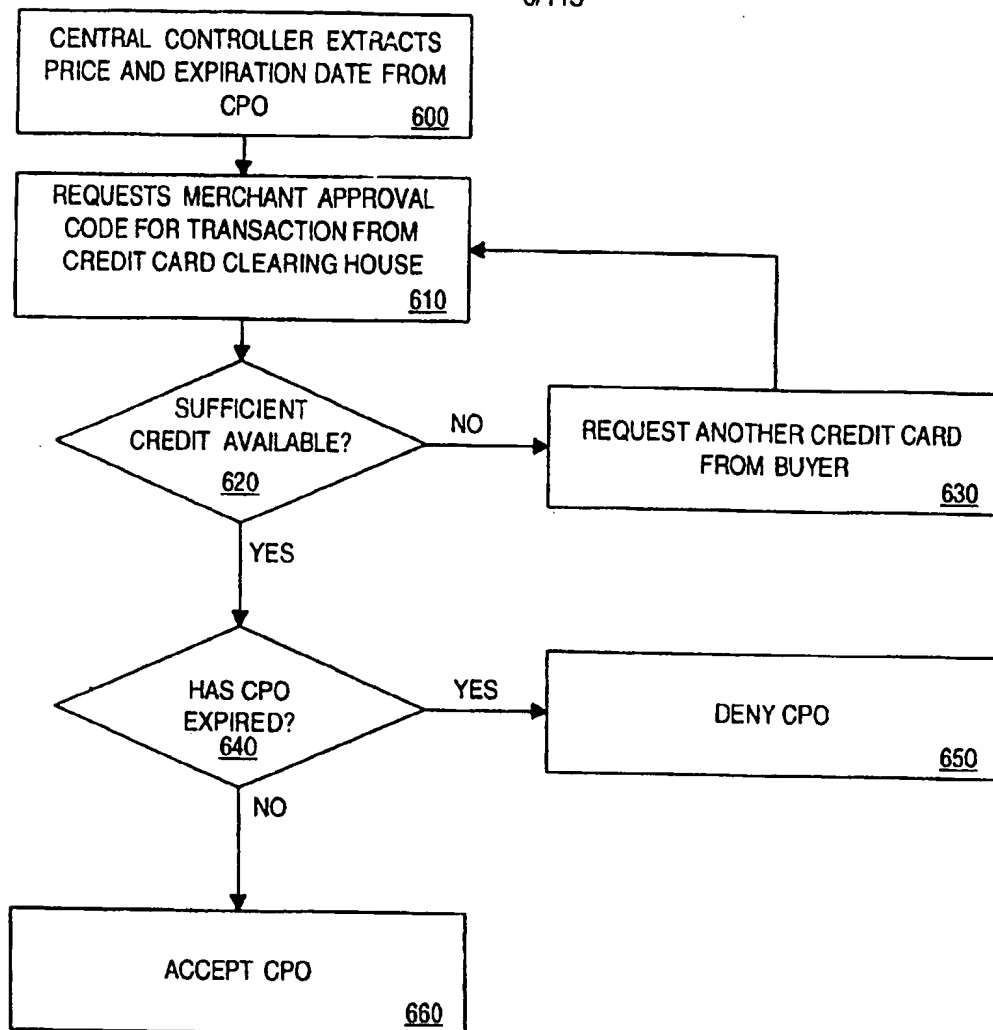 CENTRAL CONTROLLER EXTRACTS
PRICE AND EXPIRATION DATE FROM
CPO
600
REQUESTS MERCHANT APPROVAL
CODE FOR TRANSACTION FROM
CREDIT CARD CLEARING HOUSE
610
SUFFICIENT
CREDIT AVAILABLE?
620
NO
REQUEST ANOTHER CREDIT CARD
FROM BUYER
630
YES
HAS CPO
EXPIRED?
640
YES
DENY CPO
650
NO
ACCEPT CPO
660